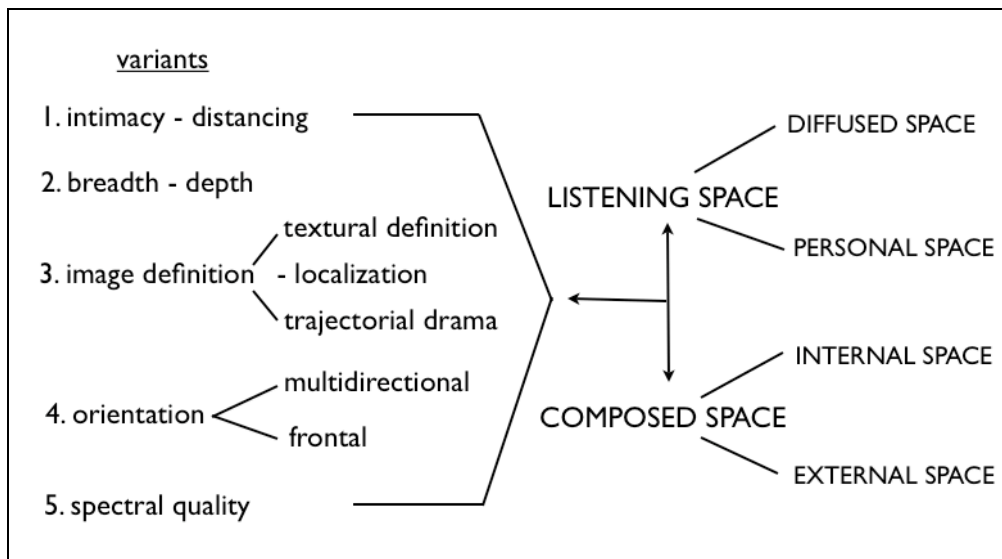 variants
1. intimacy - distancing
2. breadth - depth
3. image definition
textural definition
- localization
trajectorial drama
4. orientation
multidirectional
frontal
5. spectral quality
LISTENING SPACE
DIFFUSED SPACE
PERSONAL SPACE
COMPOSED SPACE
INTERNAL SPACE
EXTERNAL SPACE